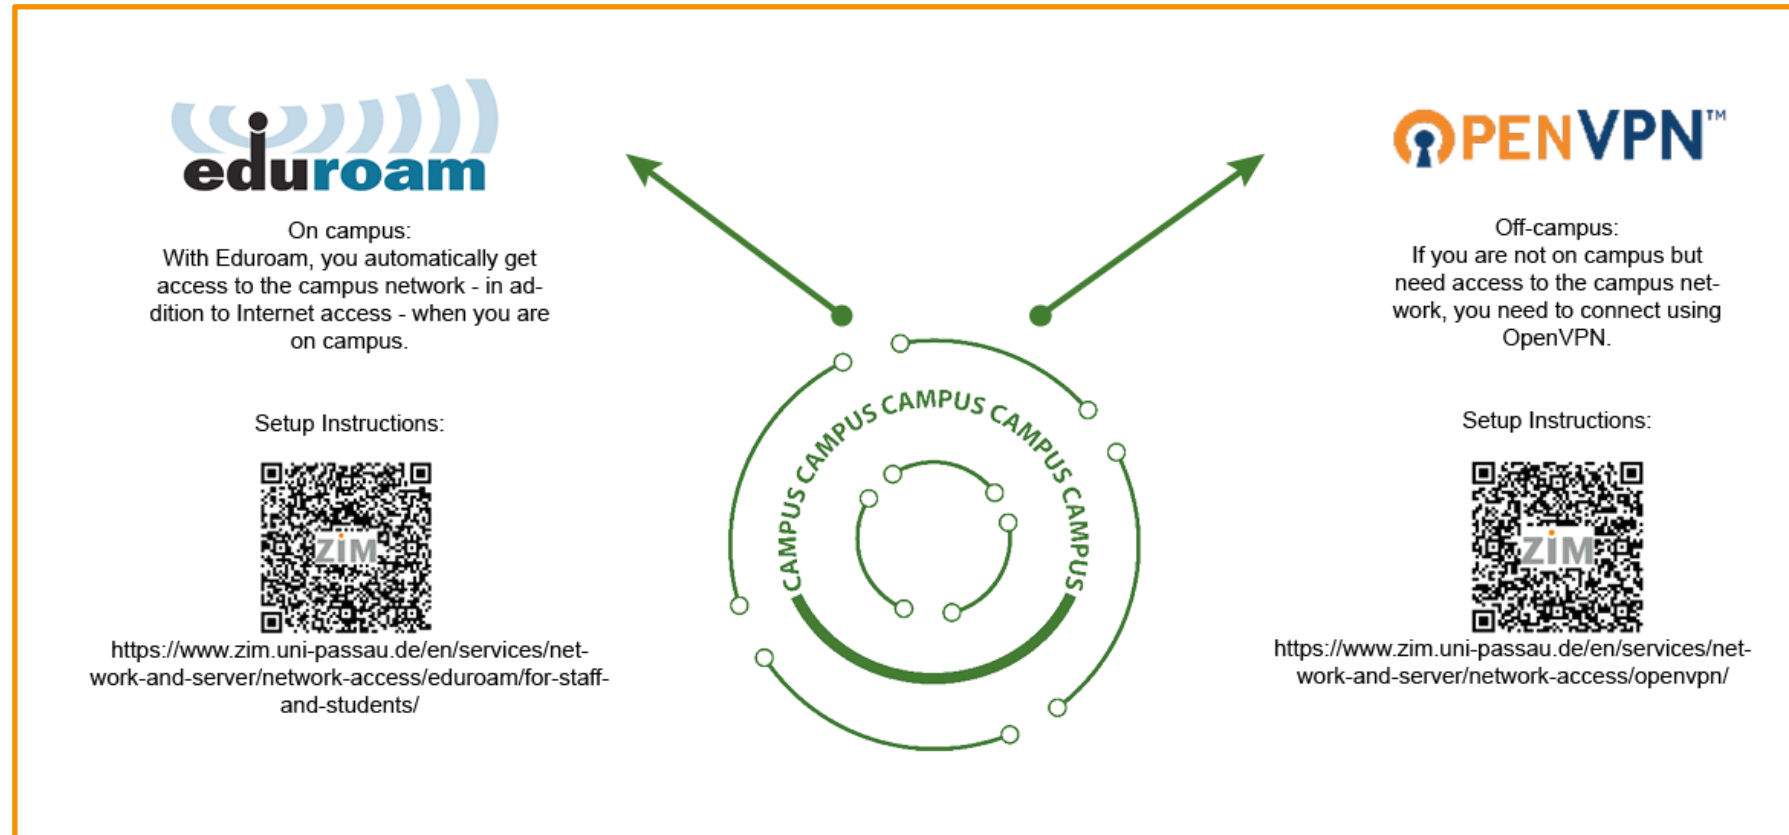 eduroam
On campus:
With Eduroam, you automatically get
access to the campus network - in ad-
dition to Internet access - when you are
on campus.
Setup Instructions:
ZIM
https://www.zim.uni-passau.de/en/services/net-
work-and-server/network-access/eduroam/for-staff-
and-students/
CAMPUS CAMPUS CAMPUS CAMPUS CAMPUS
OPENVPN™
Off-campus:
If you are not on campus but
need access to the campus net-
work, you need to connect using
OpenVPN.
Setup Instructions:
ZIM
https://www.zim.uni-passau.de/en/services/net-
work-and-server/network-access/openvpn/